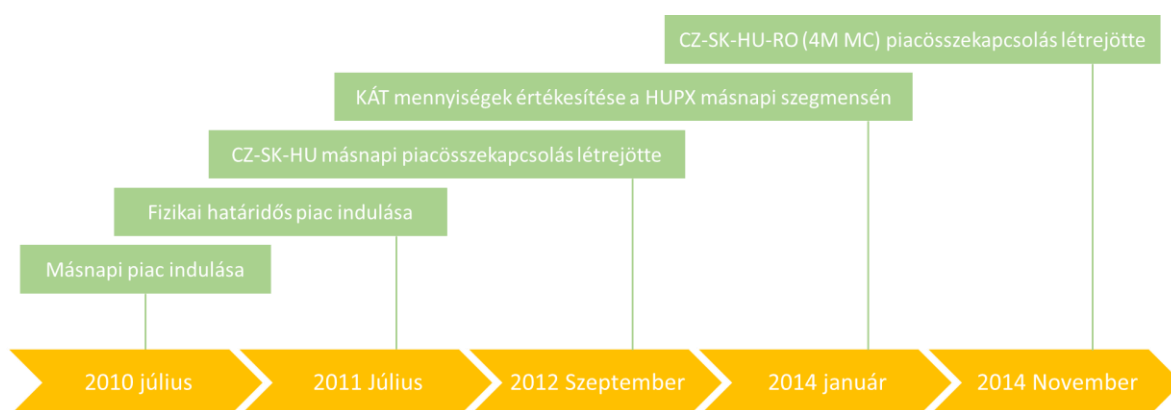 CZ-SK-HU-RO (4M MC) piacösszekapcsolás létrejötte
KÁT mennyiségek értékesítése a HUPX másnapi szegmensén
CZ-SK-HU másnapi piacösszekapcsolás létrejötte
Fizikai határidős piac indulása
Másnapi piac indulása
2010 július
2011 Július
2012 Szeptember
2014 január
2014 November